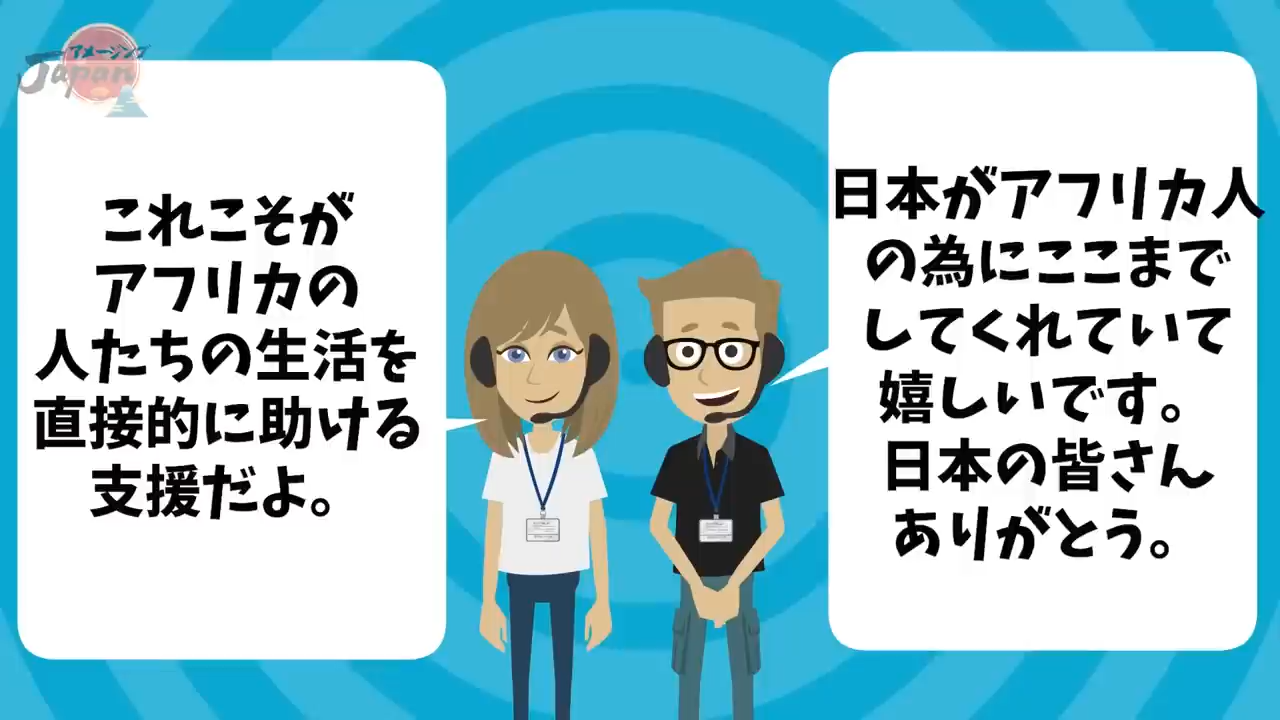 アメージング
Japan
これこそが
アフリカの
人たちの生活を
直接的に助ける
支援だよ。
日本がアフリカ人
の為にここまで
してくれていて
嬉しいです。
日本の皆さん
ありがとう。